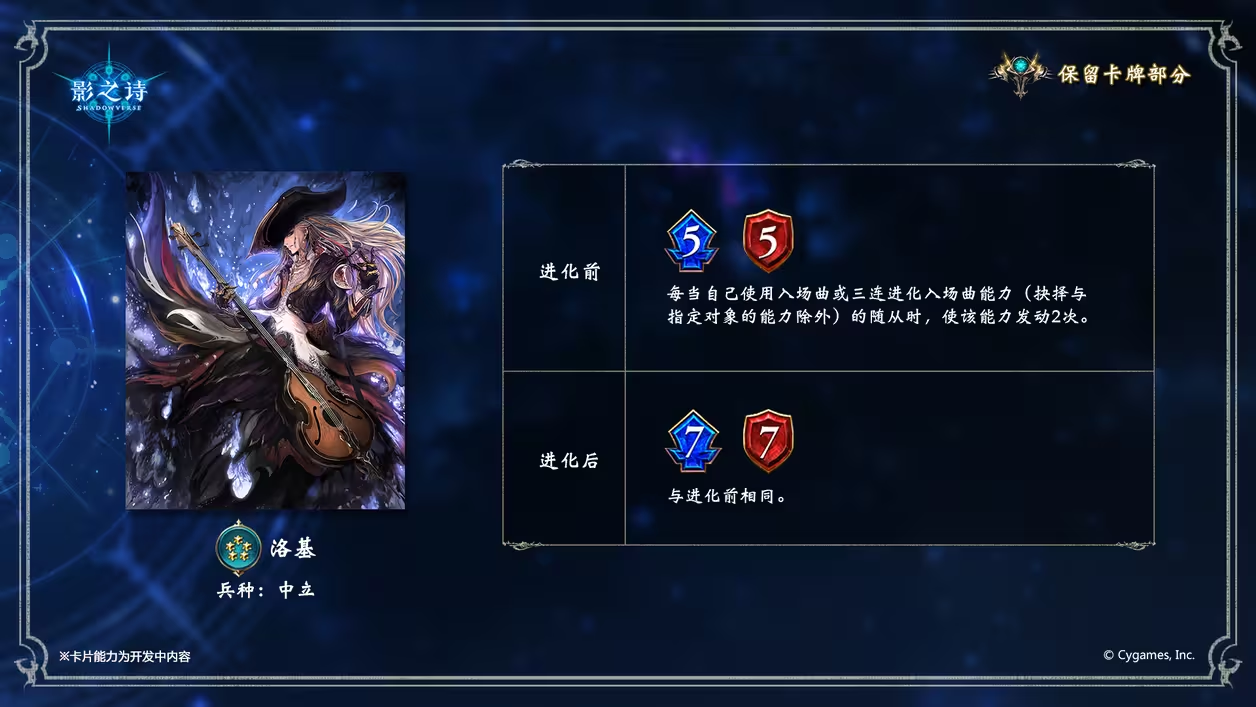 影之诗
SHADOWVERSE
保留卡牌部分
进化前
5 5
每当自己使用入场曲或三连进化入场曲能力（抉择与
指定对象的能力除外）的随从时，使该能力发动2次。
进化后
7 7
与进化前相同。
洛基
兵种：中立
※卡片能力为开发中内容
© Cygames, Inc.